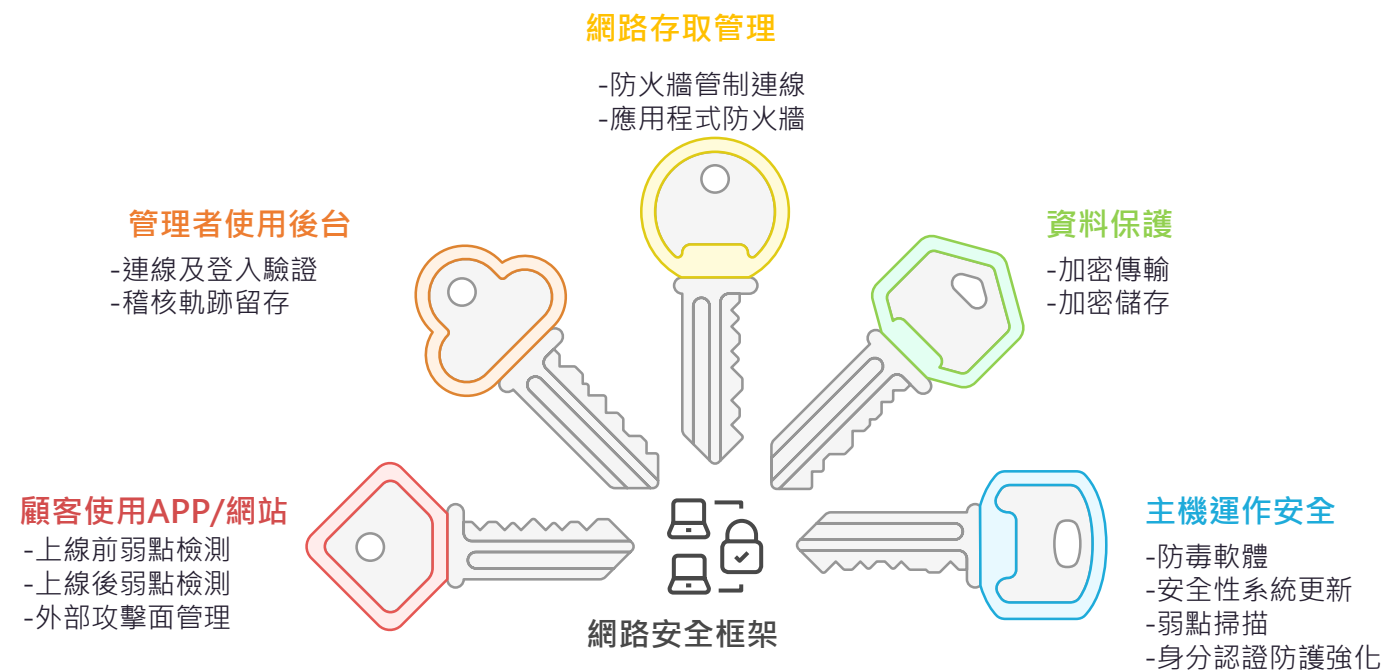 網路存取管理
-防火牆管制連線
-應用程式防火牆
管理者使用後台
-連線及登入驗證
-稽核軌跡留存
資料保護
-加密傳輸
-加密儲存
顧客使用APP/網站
-上線前弱點檢測
-上線後弱點檢測
-外部攻擊面管理
主機運作安全
-防毒軟體
-安全性系統更新
-弱點掃描
-身分認證防護強化
網路安全框架